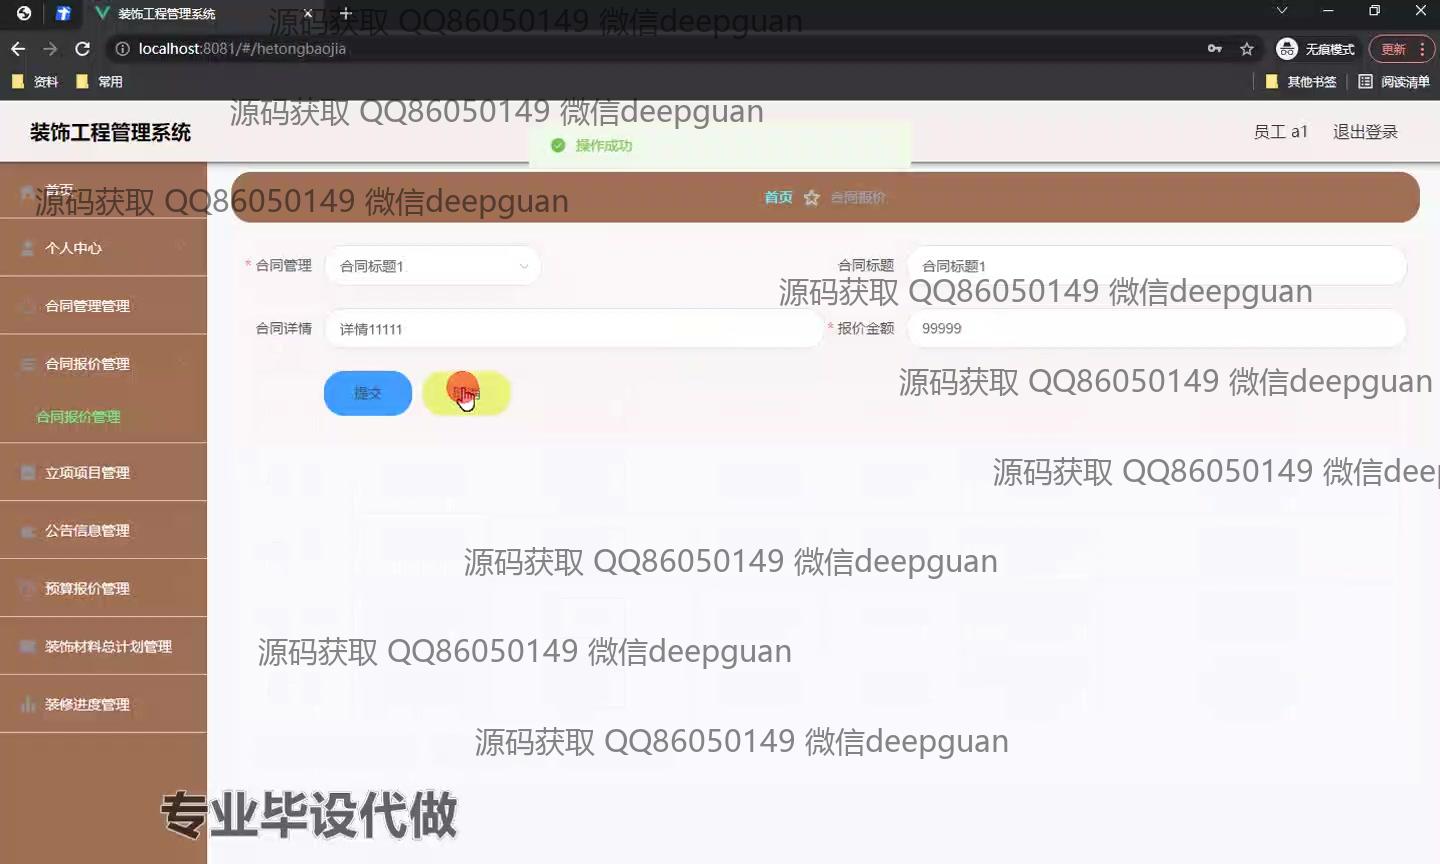 装饰工程管理系统
源码获取 QQ86050149 微信deepguan
localhost:8081/#/hetongbaojia
无痕模式
更新
资料
常用
其他书签
阅读清单
源码获取 QQ86050149 微信deepguan
装饰工程管理系统
操作成功
员工 a1
退出登录
首页
源码获取 QQ86050149 微信deepguan
首页
合同报价
个人中心
* 合同管理
合同标题1
合同标题
合同标题1
源码获取 QQ86050149 微信deepguan
合同管理管理
合同详情
详情11111
* 报价金额
99999
合同报价管理
源码获取 QQ86050149 微信deepguan
提交
合同报价管理
立项项目管理
源码获取 QQ86050149 微信deep
公告信息管理
源码获取 QQ86050149 微信deepguan
预算报价管理
装饰材料总计划管理
源码获取 QQ86050149 微信deepguan
装修进度管理
源码获取 QQ86050149 微信deepguan
专业毕设代做